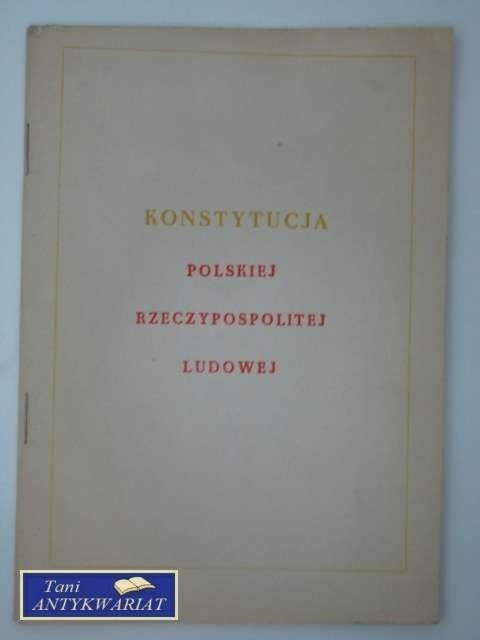 KONSTYTUCJA
POLSKIEJ
RZECZYPOSPOLITEJ
LUDOWEJ
Tani
ANTYKWARIAT